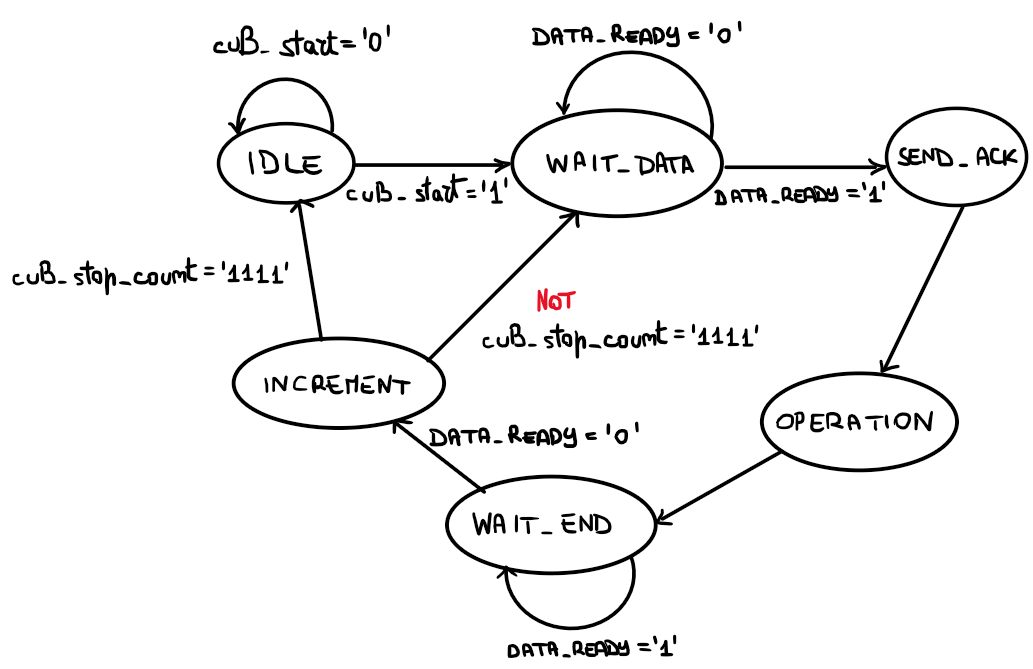 cuB_start='0'
DATA_READY='0'
IDLE
WAIT_DATA
SEND_ACK
cuB_start='1'
DATA_READY='1'
cuB_stop_count='1111'
NOT
cuB_stop_count='1111'
INCREMENT
OPERATION
DATA_READY='0'
WAIT_END
DATA_READY='1'